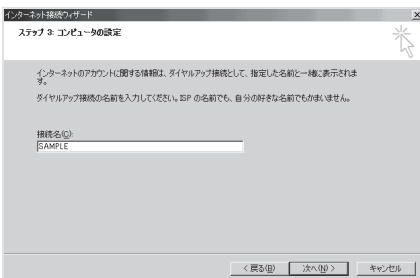 インターネット接続ウィザード
ステップ 3: コンピュータの設定
インターネットのアカウントに関する情報は、ダイヤルアップ接続として、指定した名前と一緒に表示されま
す。
ダイヤルアップ接続の名前を入力してください。ISP の名前でも、自分の好きな名前でもかまいません。
接続名(C):
SAMPLE
< 戻る(B)
次へ(N) >
キャンセル